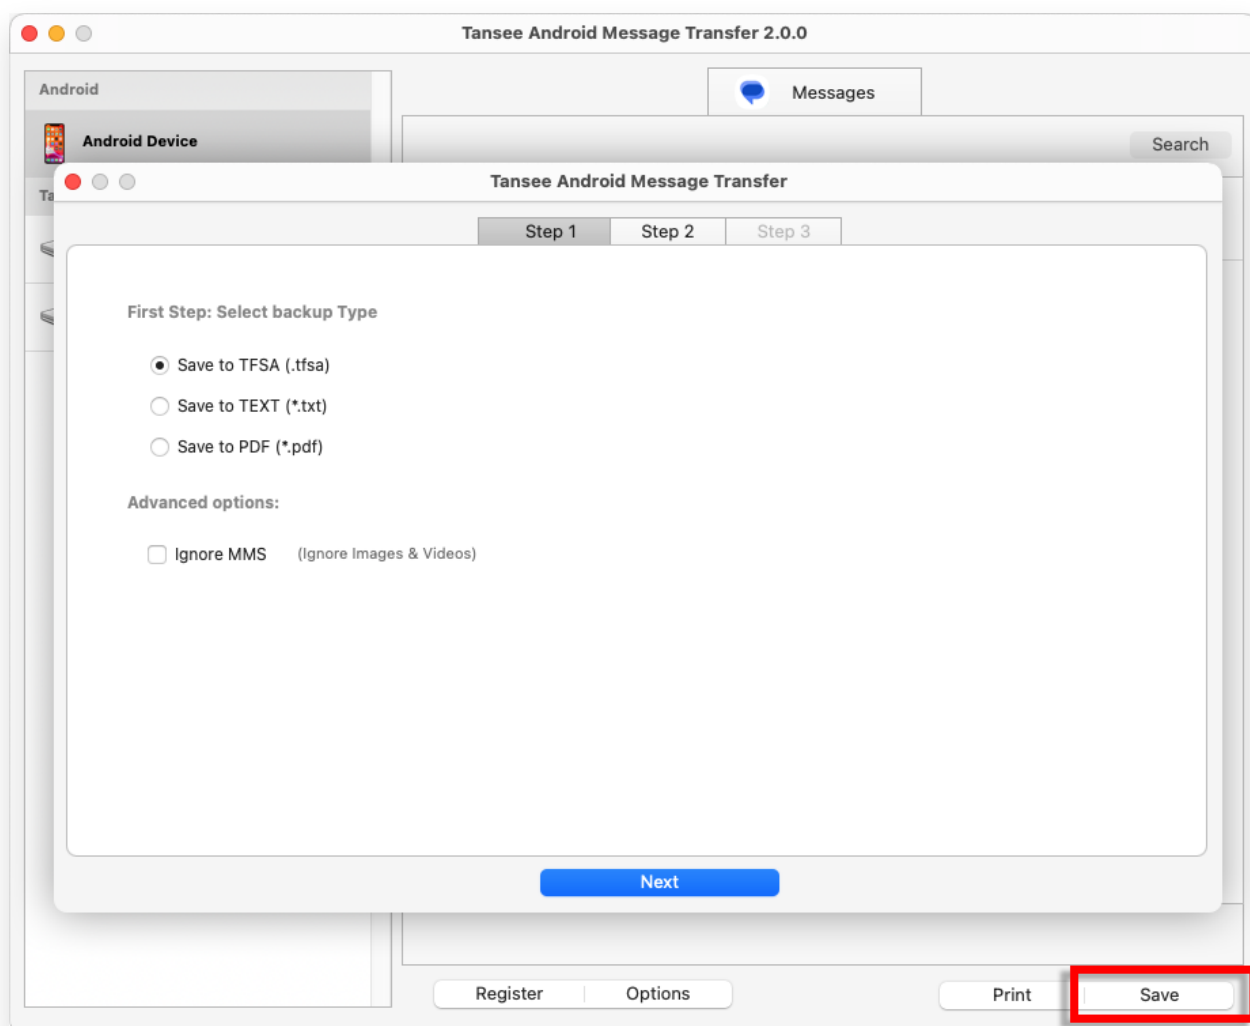 Tansee Android Message Transfer 2.0.0
Android
Messages
Android Device
Search
Ta
Tansee Android Message Transfer
Step 1 Step 2 Step 3
First Step: Select backup Type
Save to TFSA (.tfsa)
Save to TEXT (*.txt)
Save to PDF (*.pdf)
Advanced options:
Ignore MMS (Ignore Images & Videos)
Next
Register Options Print Save